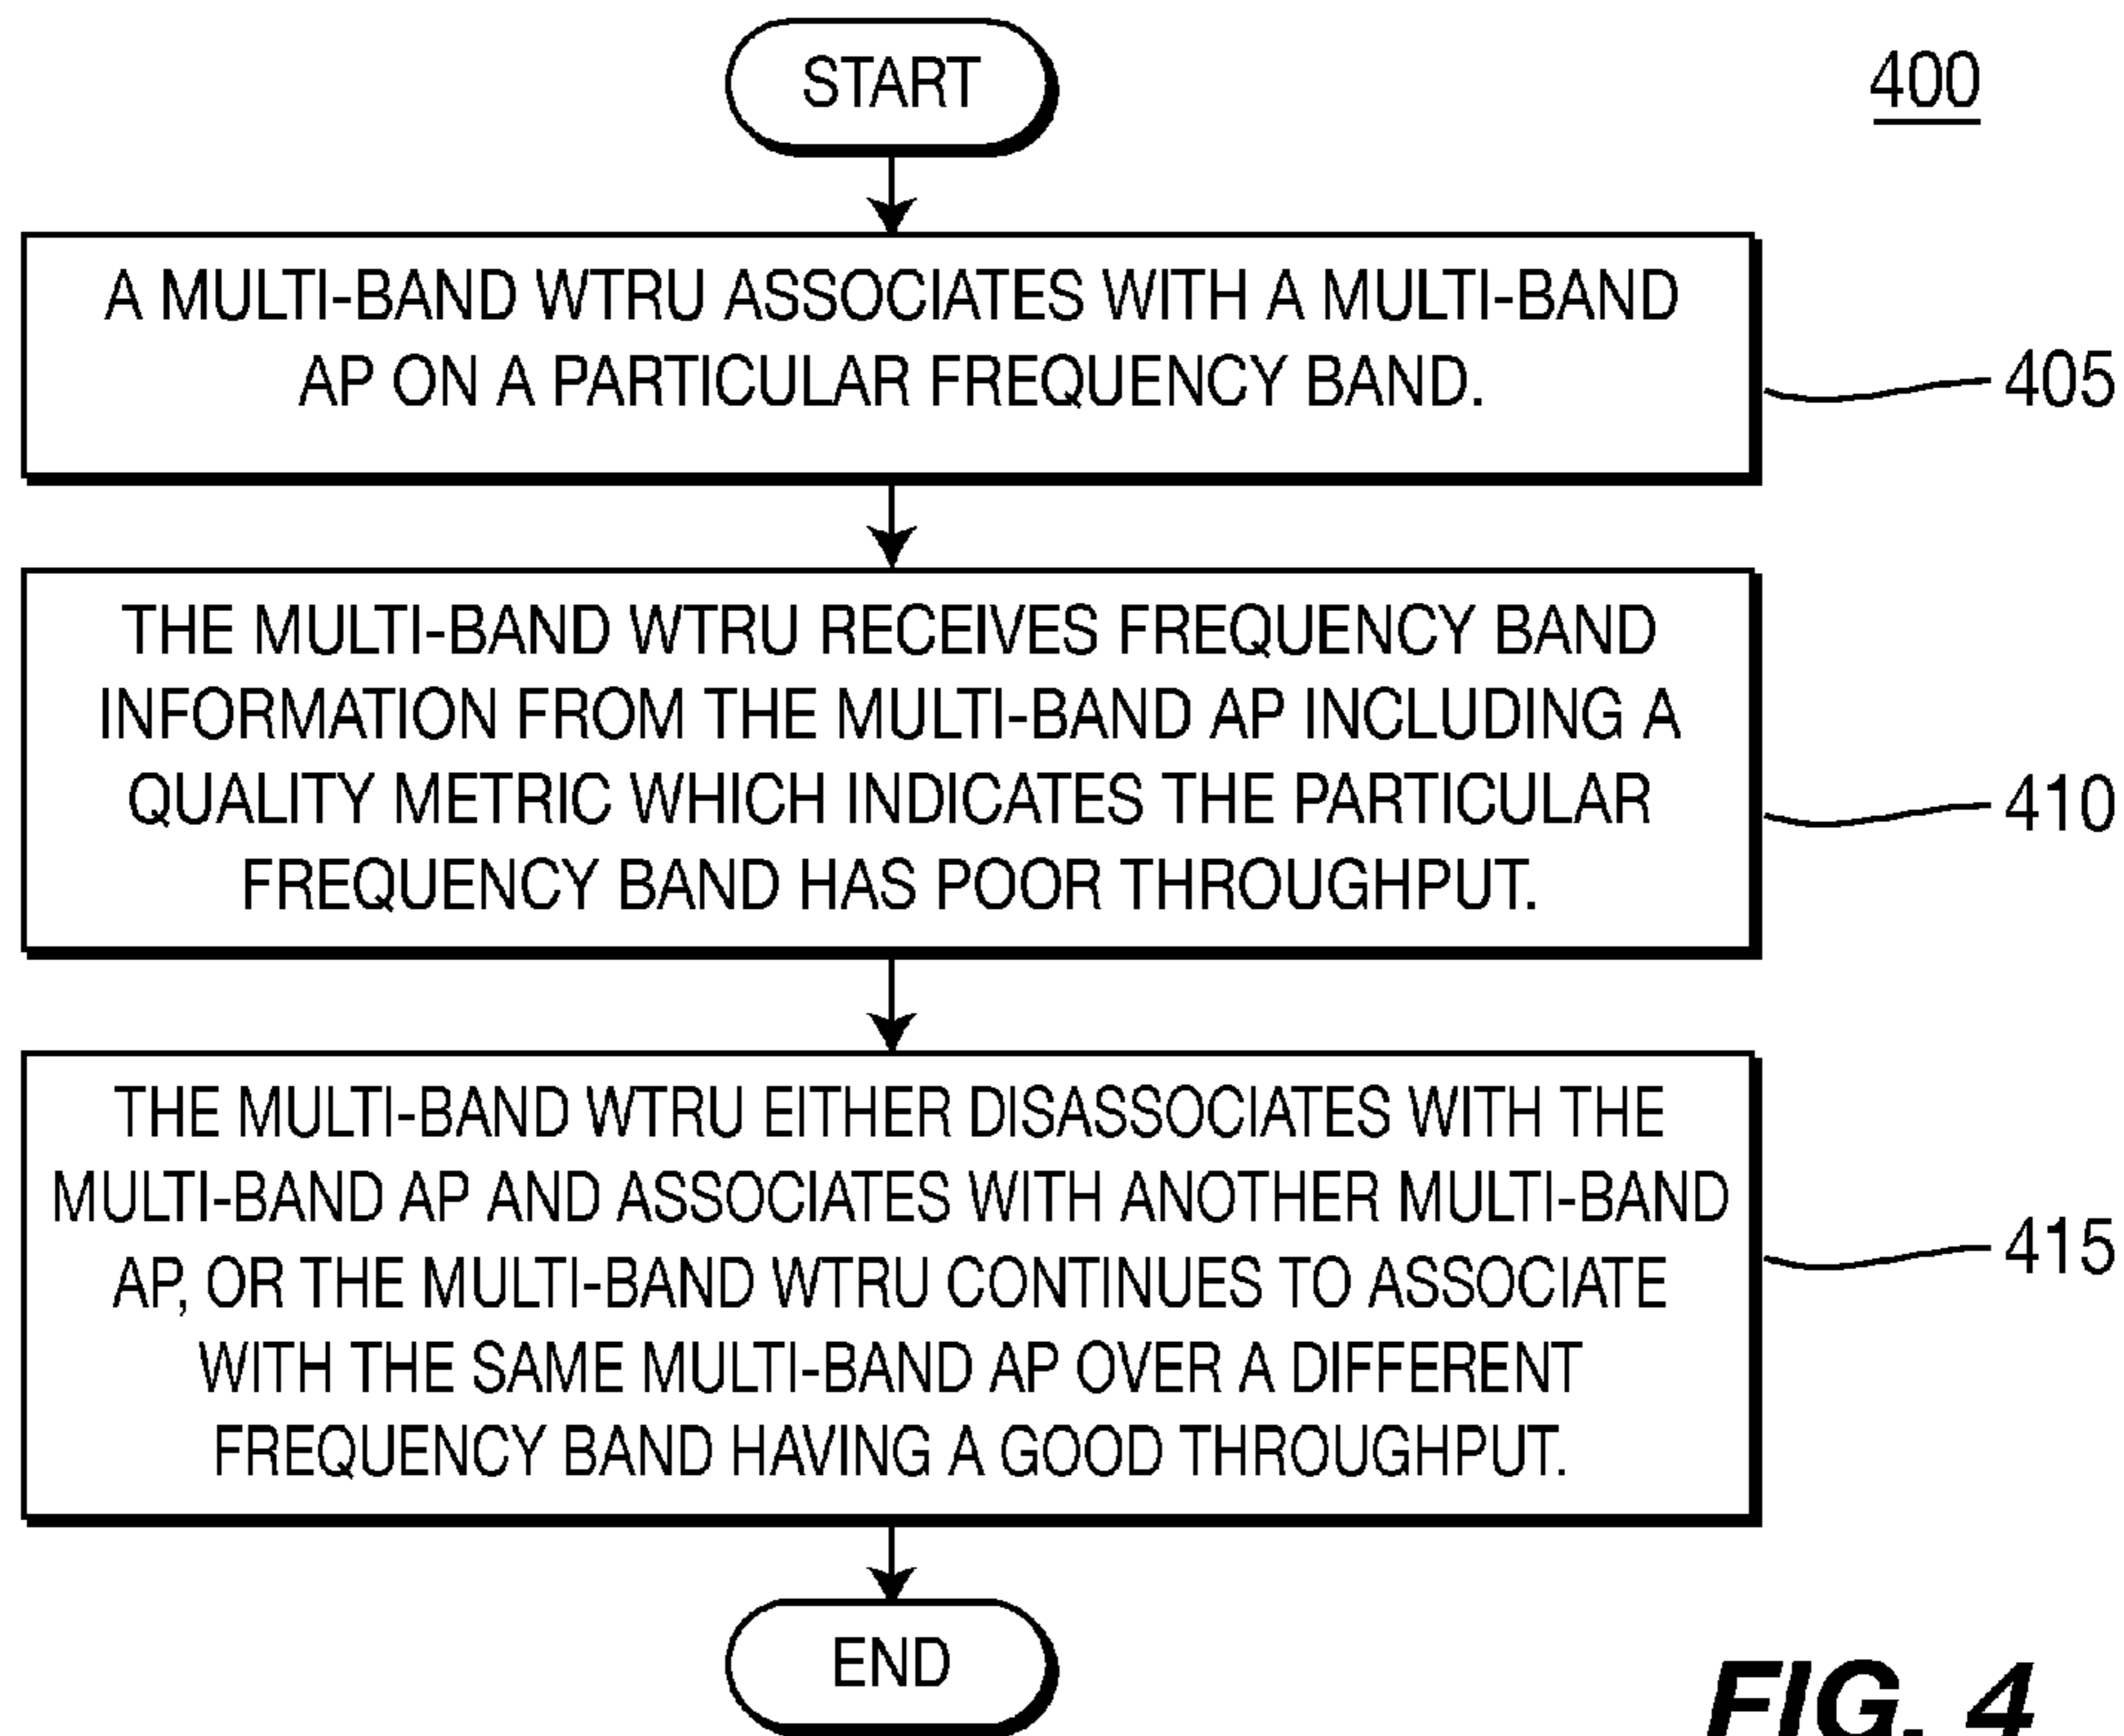 START
400
A MULTI-BAND WTRU ASSOCIATES WITH A MULTI-BAND
AP ON A PARTICULAR FREQUENCY BAND.
405
THE MULTI-BAND WTRU RECEIVES FREQUENCY BAND
INFORMATION FROM THE MULTI-BAND AP INCLUDING A
QUALITY METRIC WHICH INDICATES THE PARTICULAR
FREQUENCY BAND HAS POOR THROUGHPUT.
410
THE MULTI-BAND WTRU EITHER DISASSOCIATES WITH THE
MULTI-BAND AP AND ASSOCIATES WITH ANOTHER MULTI-BAND
AP, OR THE MULTI-BAND WTRU CONTINUES TO ASSOCIATE
WITH THE SAME MULTI-BAND AP OVER A DIFFERENT
FREQUENCY BAND HAVING A GOOD THROUGHPUT.
415
END
FIG. 4